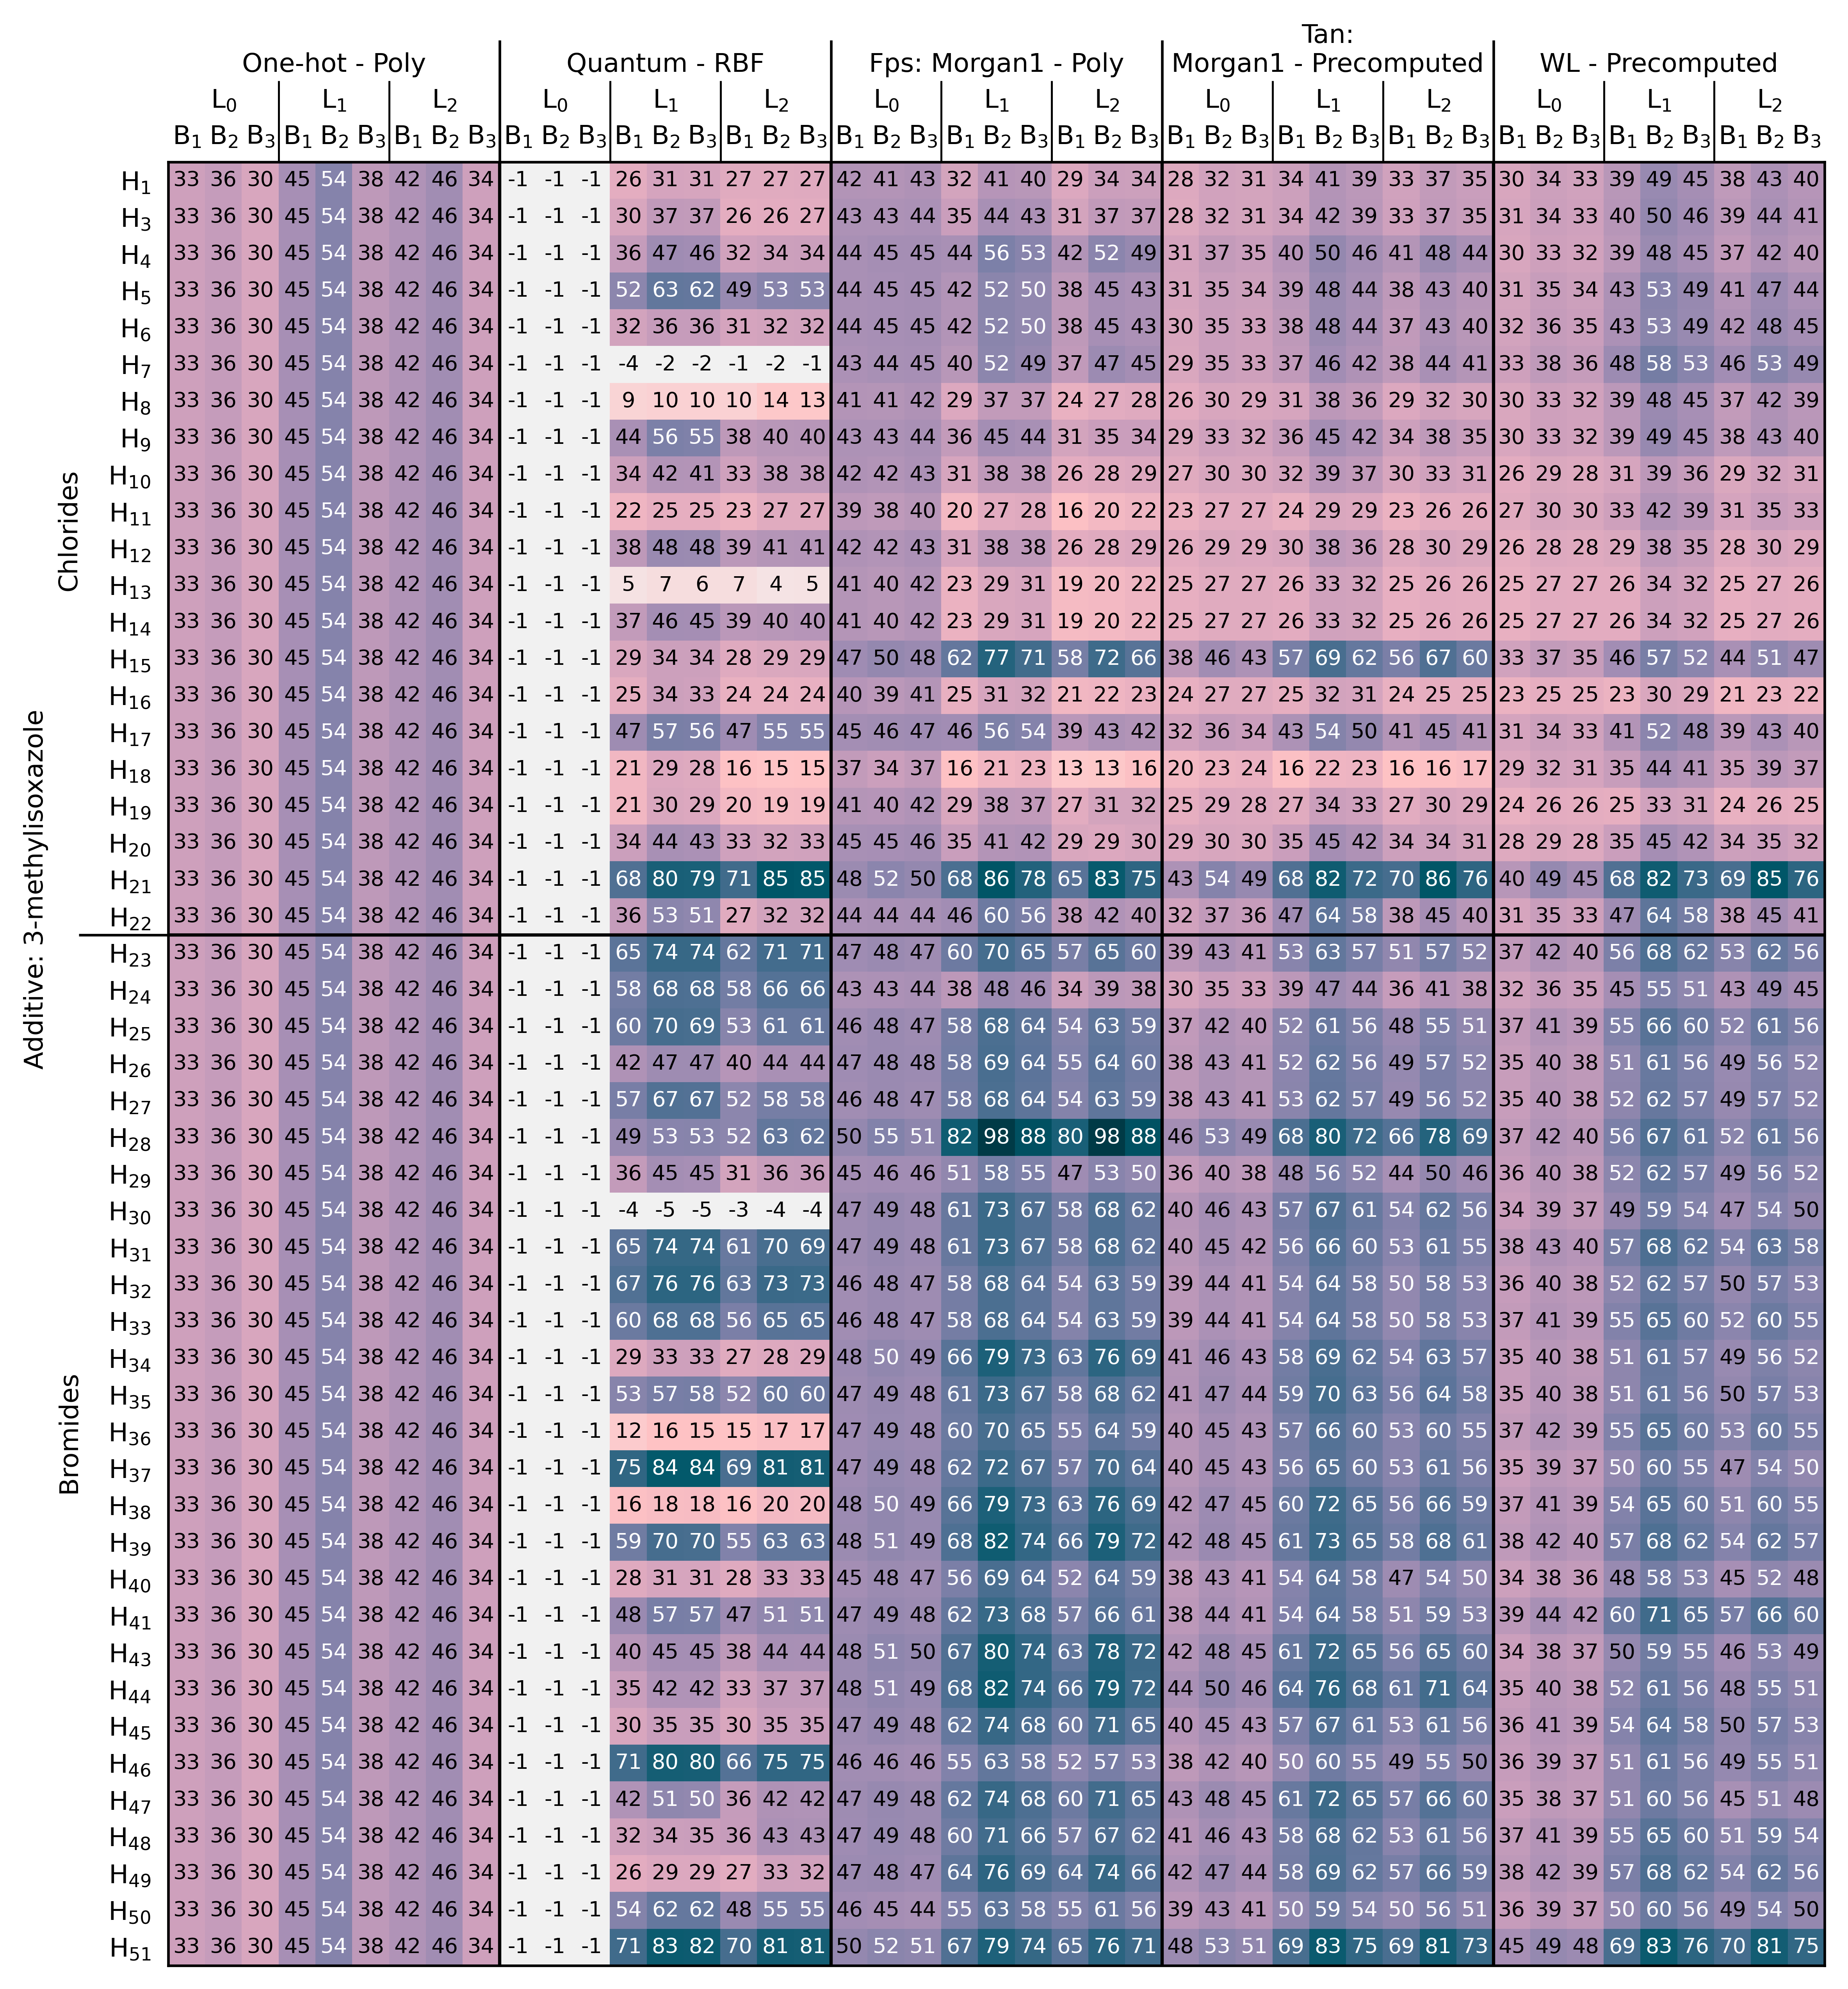 Tan:
One-hot - Poly Quantum - RBF Fps: Morgan1 - Poly Morgan1 - Precomputed WL - Precomputed
L0 L1 L2 L0 L1 L2 L0 L1 L2 L0 L1 L2 L0 L1 L2
B1 B2 B3 B1 B2 B3 B1 B2 B3 B1 B2 B3 B1 B2 B3 B1 B2 B3 B1 B2 B3 B1 B2 B3 B1 B2 B3 B1 B2 B3 B1 B2 B3 B1 B2 B3 B1 B2 B3 B1 B2 B3 B1 B2 B3
Additive: 3-methylisoxazole
Chlorides
H1 33 36 30 45 54 38 42 46 34 -1 -1 -1 26 31 31 27 27 27 42 41 43 32 41 40 29 34 34 28 32 31 34 41 39 33 37 35 30 34 33 39 49 45 38 43 40
H3 33 36 30 45 54 38 42 46 34 -1 -1 -1 30 37 37 26 26 27 43 43 44 35 44 43 31 37 37 28 32 31 34 42 39 33 37 35 31 34 33 40 50 46 39 44 41
H4 33 36 30 45 54 38 42 46 34 -1 -1 -1 36 47 46 32 34 34 44 45 45 44 56 53 42 52 49 31 37 35 40 50 46 41 48 44 30 33 32 39 48 45 37 42 40
H5 33 36 30 45 54 38 42 46 34 -1 -1 -1 52 63 62 49 53 53 44 45 45 42 52 50 38 45 43 31 35 34 39 48 44 38 43 40 31 35 34 43 53 49 41 47 44
H6 33 36 30 45 54 38 42 46 34 -1 -1 -1 32 36 36 31 32 32 44 45 45 42 52 50 38 45 43 30 35 33 38 48 44 37 43 40 32 36 35 43 53 49 42 48 45
H7 33 36 30 45 54 38 42 46 34 -1 -1 -1 -4 -2 -2 -1 -2 -1 43 44 45 40 52 49 37 47 45 29 35 33 37 46 42 38 44 41 33 38 36 48 58 53 46 53 49
H8 33 36 30 45 54 38 42 46 34 -1 -1 -1 9 10 10 10 14 13 41 41 42 29 37 37 24 27 28 26 30 29 31 38 36 29 32 30 30 33 32 39 48 45 37 42 39
H9 33 36 30 45 54 38 42 46 34 -1 -1 -1 44 56 55 38 40 40 43 43 44 36 45 44 31 35 34 29 33 32 36 45 42 34 38 35 30 33 32 39 49 45 38 43 40
H10 33 36 30 45 54 38 42 46 34 -1 -1 -1 34 42 41 33 38 38 42 42 43 31 38 38 26 28 29 27 30 30 32 39 37 30 33 31 26 29 28 31 39 36 29 32 31
H11 33 36 30 45 54 38 42 46 34 -1 -1 -1 22 25 25 23 27 27 39 38 40 20 27 28 16 20 22 23 27 27 24 29 29 23 26 26 27 30 30 33 42 39 31 35 33
H12 33 36 30 45 54 38 42 46 34 -1 -1 -1 38 48 48 39 41 41 42 42 43 31 38 38 26 28 29 26 29 29 30 38 36 28 30 29 26 28 28 29 38 35 28 30 29
H13 33 36 30 45 54 38 42 46 34 -1 -1 -1 5 7 6 7 4 5 41 40 42 23 29 31 19 20 22 25 27 27 26 33 32 25 26 26 25 27 27 26 34 32 25 27 26
H14 33 36 30 45 54 38 42 46 34 -1 -1 -1 37 46 45 39 40 40 41 40 42 23 29 31 19 20 22 25 27 27 26 33 32 25 26 26 25 27 27 26 34 32 25 27 26
H15 33 36 30 45 54 38 42 46 34 -1 -1 -1 29 34 34 28 29 29 47 50 48 62 77 71 58 72 66 38 46 43 57 69 62 56 67 60 33 37 35 46 57 52 44 51 47
H16 33 36 30 45 54 38 42 46 34 -1 -1 -1 25 34 33 24 24 24 40 39 41 25 31 32 21 22 23 24 27 27 25 32 31 24 25 25 23 25 25 23 30 29 21 23 22
H17 33 36 30 45 54 38 42 46 34 -1 -1 -1 47 57 56 47 55 55 45 46 47 46 56 54 39 43 42 32 36 34 43 54 50 41 45 41 31 34 33 41 52 48 39 43 40
H18 33 36 30 45 54 38 42 46 34 -1 -1 -1 21 29 28 16 15 15 37 34 37 16 21 23 13 13 16 20 23 24 16 22 23 16 16 17 29 32 31 35 44 41 35 39 37
H19 33 36 30 45 54 38 42 46 34 -1 -1 -1 21 30 29 20 19 19 41 40 42 29 38 37 27 31 32 25 29 28 27 34 33 27 30 29 24 26 26 25 33 31 24 26 25
H20 33 36 30 45 54 38 42 46 34 -1 -1 -1 34 44 43 33 32 33 45 45 46 35 41 42 29 29 30 29 30 30 35 45 42 34 34 31 28 29 28 35 45 42 34 35 32
H21 33 36 30 45 54 38 42 46 34 -1 -1 -1 68 80 79 71 85 85 48 52 50 68 86 78 65 83 75 43 54 49 68 82 72 70 86 76 40 49 45 68 82 73 69 85 76
H22 33 36 30 45 54 38 42 46 34 -1 -1 -1 36 53 51 27 32 32 44 44 44 46 60 56 38 42 40 32 37 36 47 64 58 38 45 40 31 35 33 47 64 58 38 45 41
Bromides
H23 33 36 30 45 54 38 42 46 34 -1 -1 -1 65 74 74 62 71 71 47 48 47 60 70 65 57 65 60 39 43 41 53 63 57 51 57 52 37 42 40 56 68 62 53 62 56
H24 33 36 30 45 54 38 42 46 34 -1 -1 -1 58 68 68 58 66 66 43 43 44 38 48 46 34 39 38 30 35 33 39 47 44 36 41 38 32 36 35 45 55 51 43 49 45
H25 33 36 30 45 54 38 42 46 34 -1 -1 -1 60 70 69 53 61 61 46 48 47 58 68 64 54 63 59 37 42 40 52 61 56 48 55 51 37 41 39 55 66 60 52 61 56
H26 33 36 30 45 54 38 42 46 34 -1 -1 -1 42 47 47 40 44 44 47 48 48 58 69 64 55 64 60 38 43 41 52 62 56 49 57 52 35 40 38 51 61 56 49 56 52
H27 33 36 30 45 54 38 42 46 34 -1 -1 -1 57 67 67 52 58 58 46 48 47 58 68 64 54 63 59 38 43 41 53 62 57 49 56 52 35 40 38 52 62 57 49 57 52
H28 33 36 30 45 54 38 42 46 34 -1 -1 -1 49 53 53 52 63 62 50 55 51 82 98 88 80 98 88 46 53 49 68 80 72 66 78 69 37 42 40 56 67 61 52 61 56
H29 33 36 30 45 54 38 42 46 34 -1 -1 -1 36 45 45 31 36 36 45 46 46 51 58 55 47 53 50 36 40 38 48 56 52 44 50 46 36 40 38 52 62 57 49 56 52
H30 33 36 30 45 54 38 42 46 34 -1 -1 -1 -4 -5 -5 -3 -4 -4 47 49 48 61 73 67 58 68 62 40 46 43 57 67 61 54 62 56 34 39 37 49 59 54 47 54 50
H31 33 36 30 45 54 38 42 46 34 -1 -1 -1 65 74 74 61 70 69 47 49 48 61 73 67 58 68 62 40 45 42 56 66 60 53 61 55 38 43 40 57 68 62 54 63 58
H32 33 36 30 45 54 38 42 46 34 -1 -1 -1 67 76 76 63 73 73 46 48 47 58 68 64 54 63 59 39 44 41 54 64 58 50 58 53 36 40 38 52 62 57 50 57 53
H33 33 36 30 45 54 38 42 46 34 -1 -1 -1 60 68 68 56 65 65 46 48 47 58 68 64 54 63 59 39 44 41 54 64 58 50 58 53 37 41 39 55 65 60 52 60 55
H34 33 36 30 45 54 38 42 46 34 -1 -1 -1 29 33 33 27 28 29 48 50 49 66 79 73 63 76 69 41 46 43 58 69 62 54 63 57 35 40 38 51 61 57 49 56 52
H35 33 36 30 45 54 38 42 46 34 -1 -1 -1 53 57 58 52 60 60 47 49 48 61 73 67 58 68 62 41 47 44 59 70 63 56 64 58 35 40 38 51 61 56 50 57 53
H36 33 36 30 45 54 38 42 46 34 -1 -1 -1 12 16 15 15 17 17 47 49 48 60 70 65 55 64 59 40 45 43 57 66 60 53 60 55 37 42 39 55 65 60 53 60 55
H37 33 36 30 45 54 38 42 46 34 -1 -1 -1 75 84 84 69 81 81 47 49 48 62 72 67 57 70 64 40 45 43 56 65 60 53 61 56 35 39 37 50 60 55 47 54 50
H38 33 36 30 45 54 38 42 46 34 -1 -1 -1 16 18 18 16 20 20 48 50 49 66 79 73 63 76 69 42 47 45 60 72 65 56 66 59 37 41 39 54 65 60 51 60 55
H39 33 36 30 45 54 38 42 46 34 -1 -1 -1 59 70 70 55 63 63 48 51 49 68 82 74 66 79 72 42 48 45 61 73 65 58 68 61 38 42 40 57 68 62 54 62 57
H40 33 36 30 45 54 38 42 46 34 -1 -1 -1 28 31 31 28 33 33 45 48 47 56 69 64 52 64 59 38 43 41 54 64 58 47 54 50 34 38 36 48 58 53 45 52 48
H41 33 36 30 45 54 38 42 46 34 -1 -1 -1 48 57 57 47 51 51 47 49 48 62 73 68 57 66 61 38 44 41 54 64 58 51 59 53 39 44 42 60 71 65 57 66 60
H43 33 36 30 45 54 38 42 46 34 -1 -1 -1 40 45 45 38 44 44 48 51 50 67 80 74 63 78 72 42 48 45 61 72 65 56 65 60 34 38 37 50 59 55 46 53 49
H44 33 36 30 45 54 38 42 46 34 -1 -1 -1 35 42 42 33 37 37 48 51 49 68 82 74 66 79 72 44 50 46 64 76 68 61 71 64 35 40 38 52 61 56 48 55 51
H45 33 36 30 45 54 38 42 46 34 -1 -1 -1 30 35 35 30 35 35 47 49 48 62 74 68 60 71 65 40 45 43 57 67 61 53 61 56 36 41 39 54 64 58 50 57 53
H46 33 36 30 45 54 38 42 46 34 -1 -1 -1 71 80 80 66 75 75 46 46 46 55 63 58 52 57 53 38 42 40 50 60 55 49 55 50 36 39 37 51 61 56 49 55 51
H47 33 36 30 45 54 38 42 46 34 -1 -1 -1 42 51 50 36 42 42 47 49 48 62 74 68 60 71 65 43 48 45 61 72 65 57 66 60 35 38 37 51 60 56 45 51 48
H48 33 36 30 45 54 38 42 46 34 -1 -1 -1 32 34 35 36 43 43 47 49 48 60 71 66 57 67 62 41 46 43 58 68 62 53 61 56 37 41 39 55 65 60 51 59 54
H49 33 36 30 45 54 38 42 46 34 -1 -1 -1 26 29 29 27 33 32 47 48 47 64 76 69 64 74 66 42 47 44 58 69 62 57 66 59 38 42 39 57 68 62 54 62 56
H50 33 36 30 45 54 38 42 46 34 -1 -1 -1 54 62 62 48 55 55 46 45 44 55 63 58 55 61 56 39 43 41 50 59 54 50 56 51 36 39 37 50 60 56 49 54 50
H51 33 36 30 45 54 38 42 46 34 -1 -1 -1 71 83 82 70 81 81 50 52 51 67 79 74 65 76 71 48 53 51 69 83 75 69 81 73 45 49 48 69 83 76 70 81 75